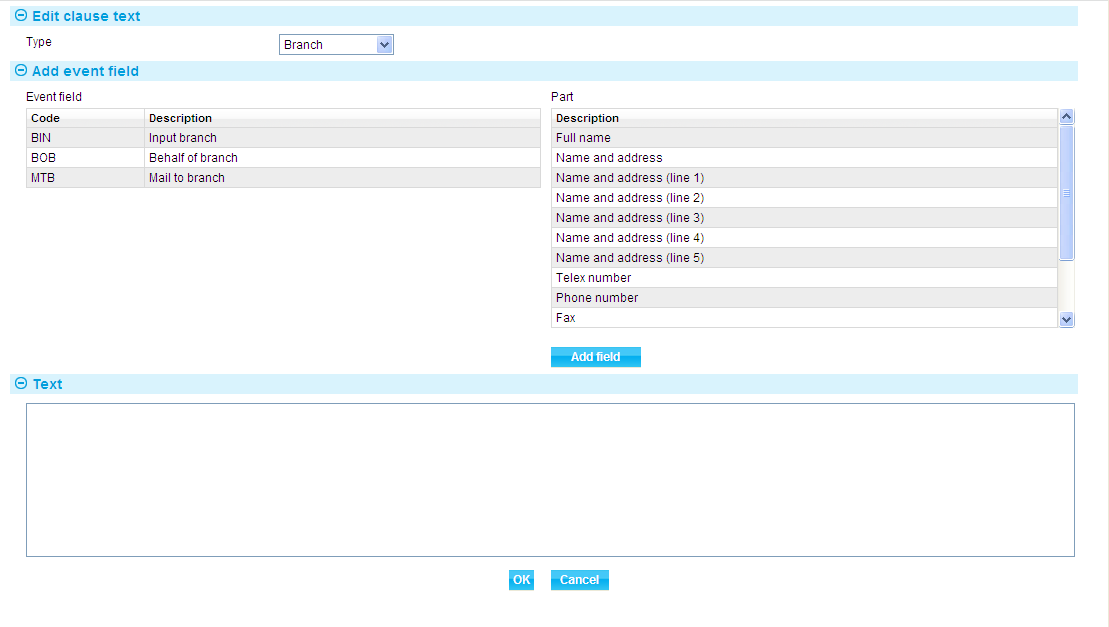 Edit clause text
Type
Branch
Add event field
Event field
Code Description
BIN Input branch
BOB Behalf of branch
MTB Mail to branch
Part
Description
Full name
Name and address
Name and address (line 1)
Name and address (line 2)
Name and address (line 3)
Name and address (line 4)
Name and address (line 5)
Telex number
Phone number
Fax
Add field
Text
OK Cancel